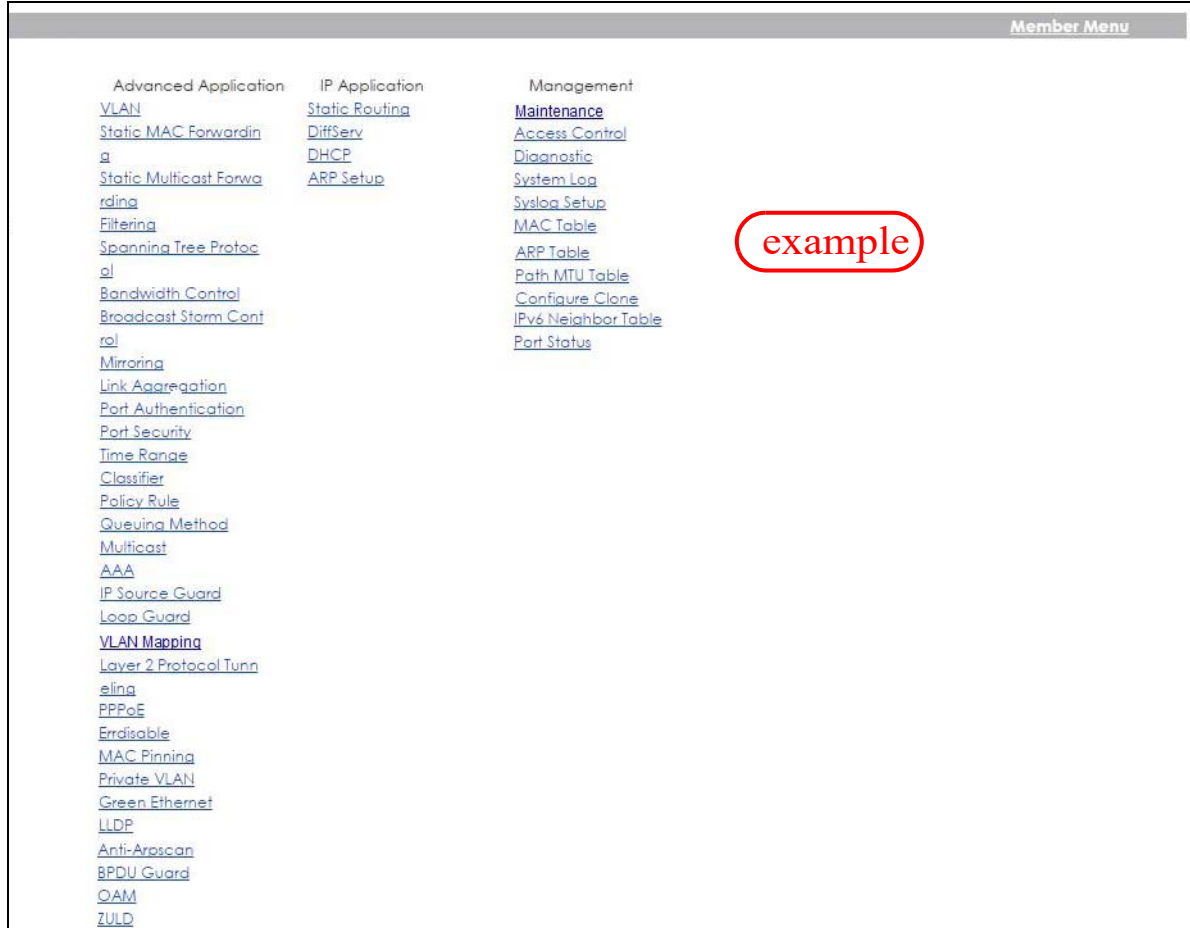 Member Menu
Advanced Application
VLAN
Static MAC Forwardin
g
Static Multicast Forwa
rding
Filtering
Spanning Tree Protoc
ol
Bandwidth Control
Broadcast Storm Cont
rol
Mirroring
Link Aggregation
Port Authentication
Port Security
Time Range
Classifier
Policy Rule
Queuing Method
Multicast
AAA
IP Source Guard
Loop Guard
VLAN Mapping
Layer 2 Protocol Tunn
eling
PPPoE
Errdisable
MAC Pinning
Private VLAN
Green Ethernet
LLDP
Anti-Arpscan
BPDU Guard
OAM
ZULD
IP Application
Static Routing
DiffServ
DHCP
ARP Setup
Management
Maintenance
Access Control
Diagnostic
System Log
Syslog Setup
MAC Table
ARP Table
Path MTU Table
Configure Clone
IPv6 Neighbor Table
Port Status
example